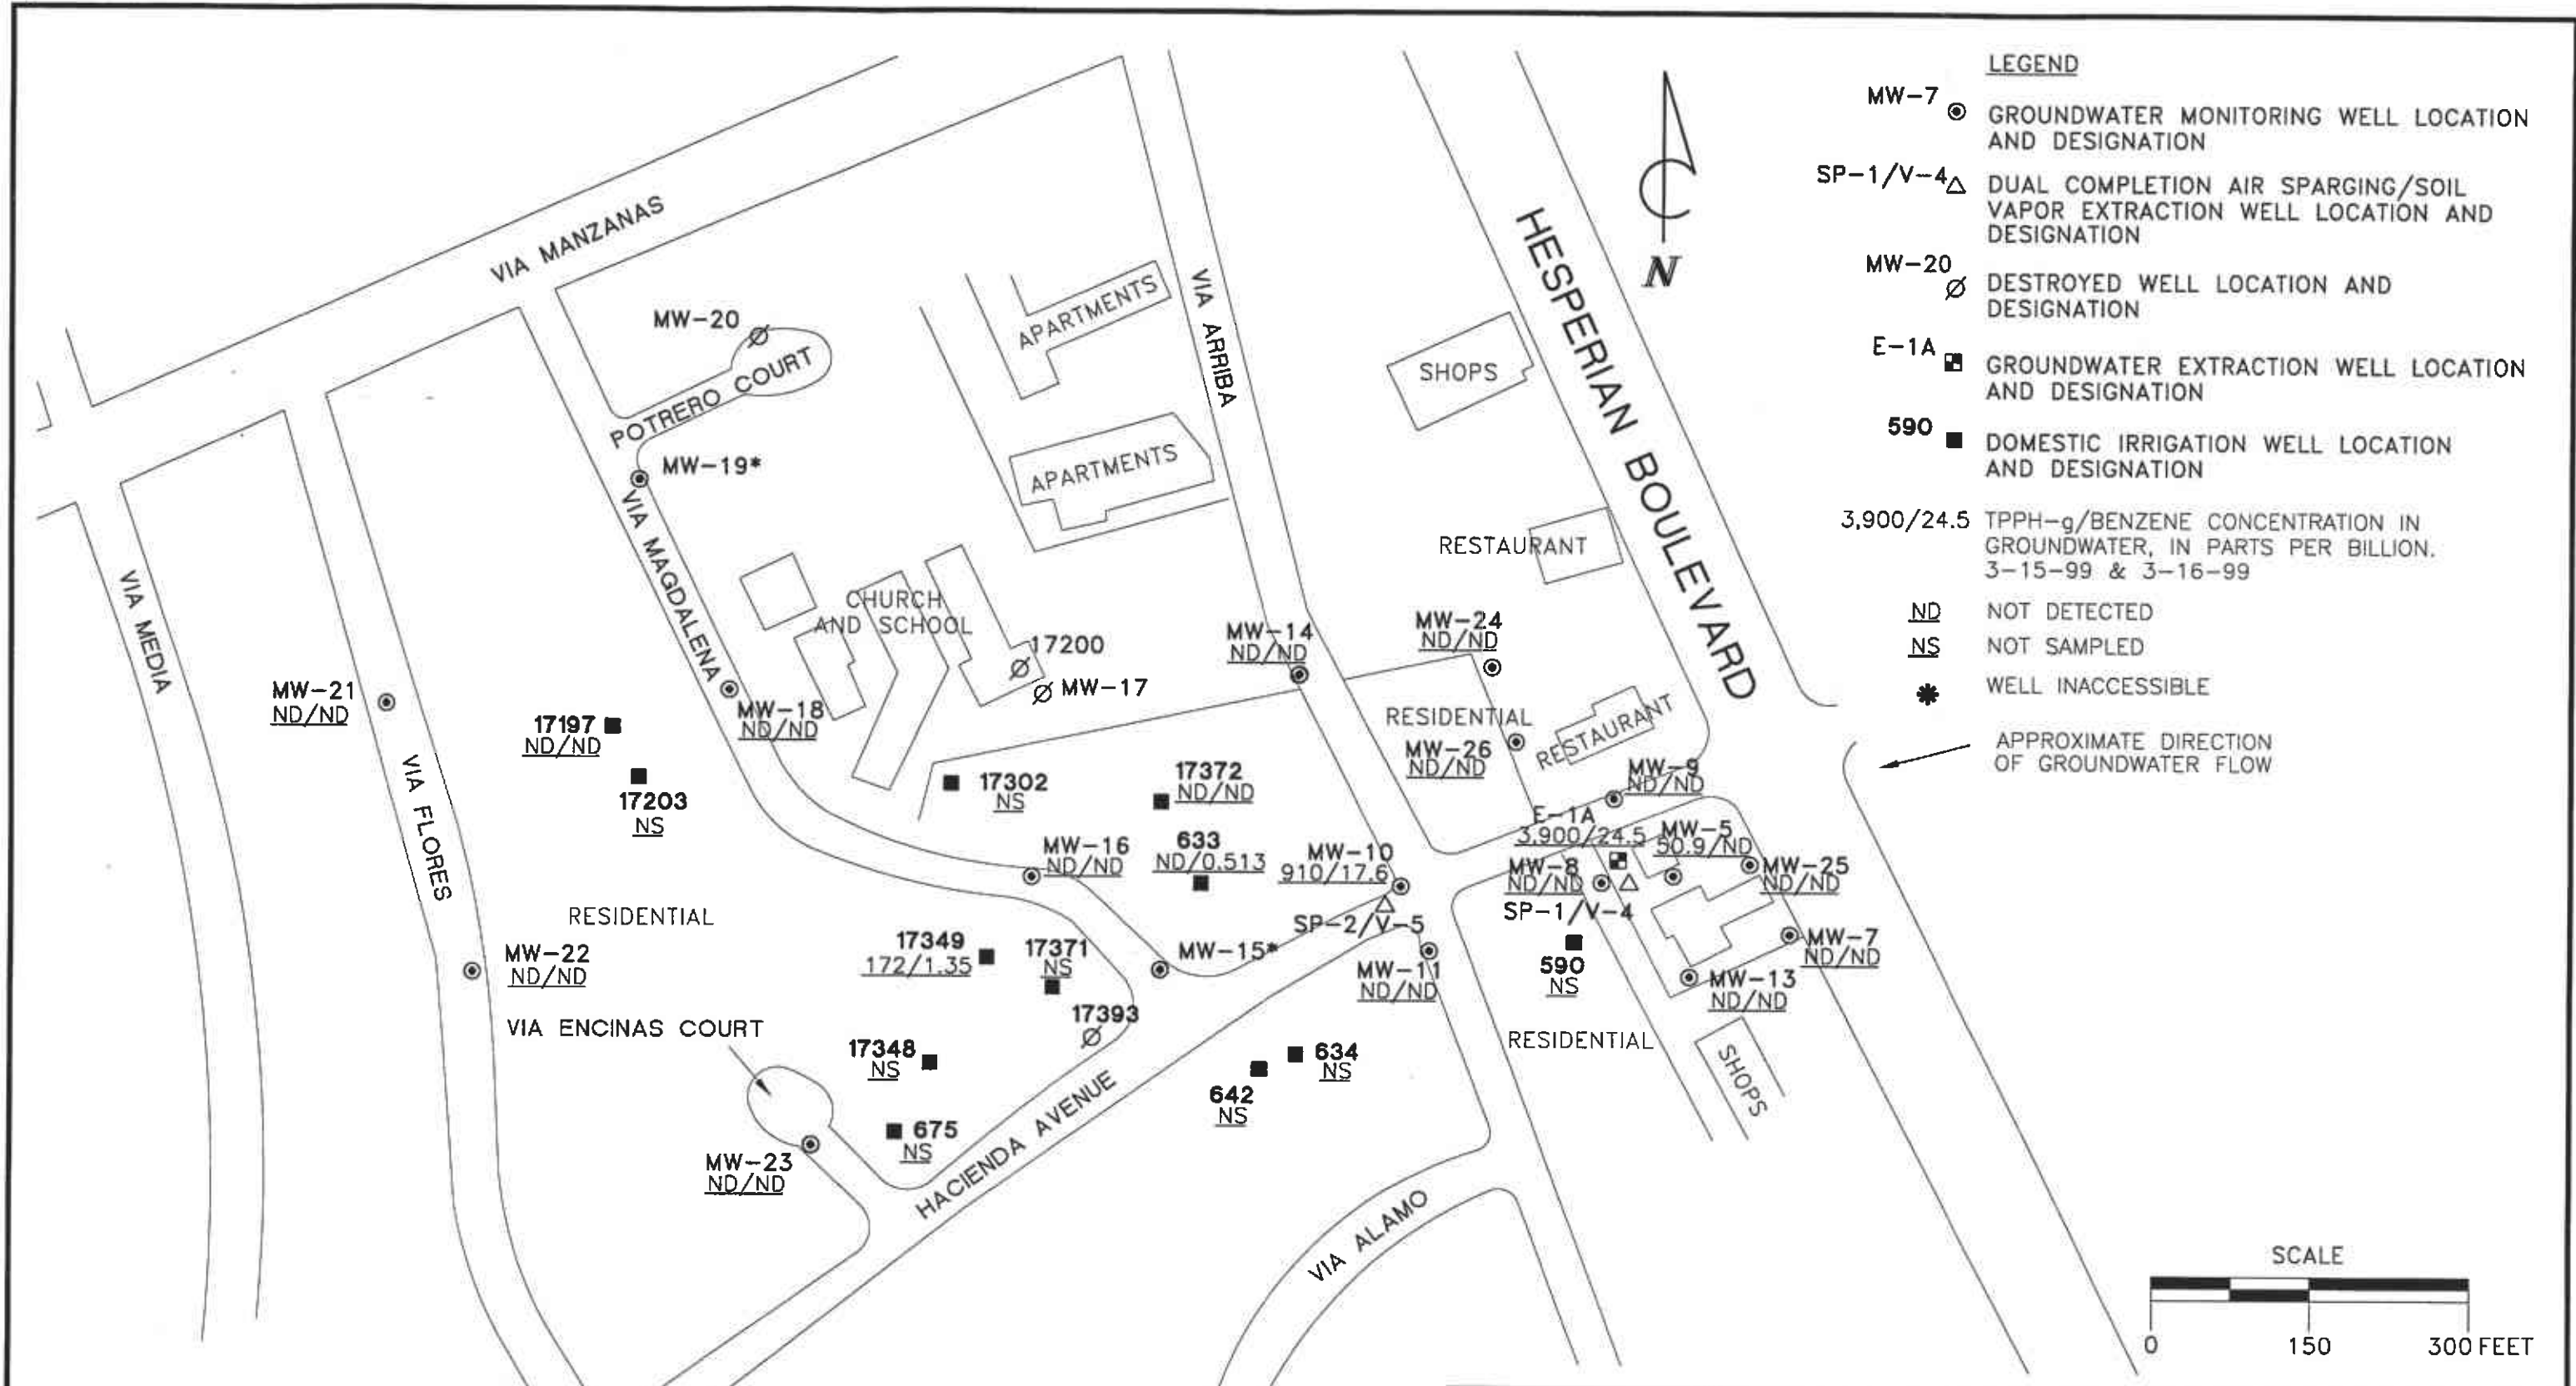 LEGEND
MW-7
GROUNDWATER MONITORING WELL LOCATION
AND DESIGNATION
SP-1/V-4
DUAL COMPLETION AIR SPARGING/SOIL
VAPOR EXTRACTION WELL LOCATION AND
DESIGNATION
MW-20
DESTROYED WELL LOCATION AND
DESIGNATION
E-1A
GROUNDWATER EXTRACTION WELL LOCATION
AND DESIGNATION
590
DOMESTIC IRRIGATION WELL LOCATION
AND DESIGNATION
3,900/24.5
TPPH-g/BENZENE CONCENTRATION IN
GROUNDWATER, IN PARTS PER BILLION.
3-15-99 & 3-16-99
ND
NOT DETECTED
NS
NOT SAMPLED
*
WELL INACCESSIBLE
APPROXIMATE DIRECTION
OF GROUNDWATER FLOW
N
VIA MANZANAS
MW-20
POTRERO COURT
MW-19*
VIA MAGDALENA
APARTMENTS
APARTMENTS
VIA ARRIBA
SHOPS
HESPERIAN BOULEVARD
RESTAURANT
VIA MEDIA
CHURCH
AND SCHOOL
17200
MW-17
MW-14
ND/ND
MW-24
ND/ND
MW-21
ND/ND
MW-18
ND/ND
17197
ND/ND
17203
NS
RESIDENTIAL
MW-26
ND/ND
RESTAURANT
VIA FLORES
17302
NS
17372
ND/ND
MW-9
ND/ND
E-1A
3,900/24.5
MW-5
50.9/ND
MW-16
ND/ND
633
ND/0.513
MW-10
910/17.6
MW-8
ND/ND
MW-25
ND/ND
SP-1/V-4
SP-2/V-5
RESIDENTIAL
17349
172/1.35
17371
NS
MW-15*
MW-11
ND/ND
590
NS
MW-7
ND/ND
MW-13
ND/ND
MW-22
ND/ND
VIA ENCINAS COURT
17393
17348
NS
634
NS
642
NS
RESIDENTIAL
SHOPS
675
NS
MW-23
ND/ND
HACIENDA AVENUE
VIA ALAMO
SCALE
0
150
300 FEET